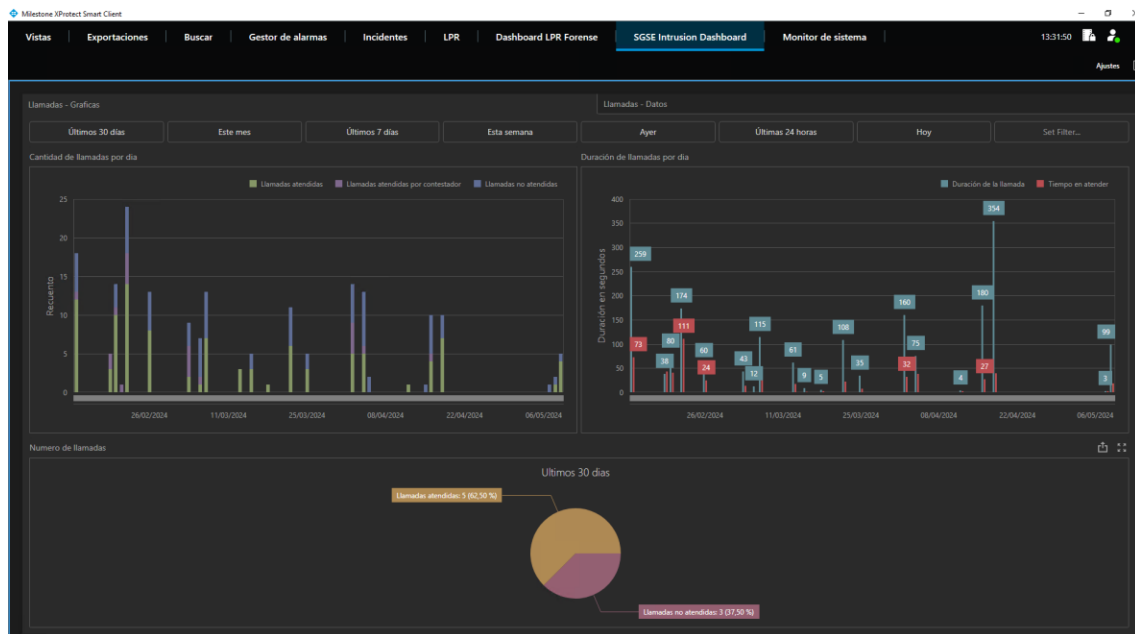 Milestone XProtect Smart Client
Vistas Exportaciones Buscar Gestor de alarmas Incidentes LPR Dashboard LPR Forense SGSE Intrusion Dashboard Monitor de sistema 13:31:50
Ajustes
Llamadas - Graficas Llamadas - Datos
Últimos 30 días Este mes Últimos 7 días Esta semana Ayer Últimas 24 horas Hoy Set Filter...
Cantidad de llamadas por dia
Llamadas atendidas Llamadas atendidas por contestador Llamadas no atendidas
Recuento
25
20
15
10
5
0
26/02/2024 11/03/2024 25/03/2024 08/04/2024 22/04/2024 06/05/2024
Duración de llamadas por dia
Duración de la llamada Tiempo en atender
Duración en segundos
400
350
300
250
200
150
100
50
0
259 73 38 80 174 111 60 24 43 12 115 61 9 5 108 35 160 32 75 4 180 27 354 3 99
26/02/2024 11/03/2024 25/03/2024 08/04/2024 22/04/2024 06/05/2024
Numero de llamadas
Ultimos 30 dias
Llamadas atendidas: 5 (62,50 %)
Llamadas no atendidas: 3 (37,50 %)